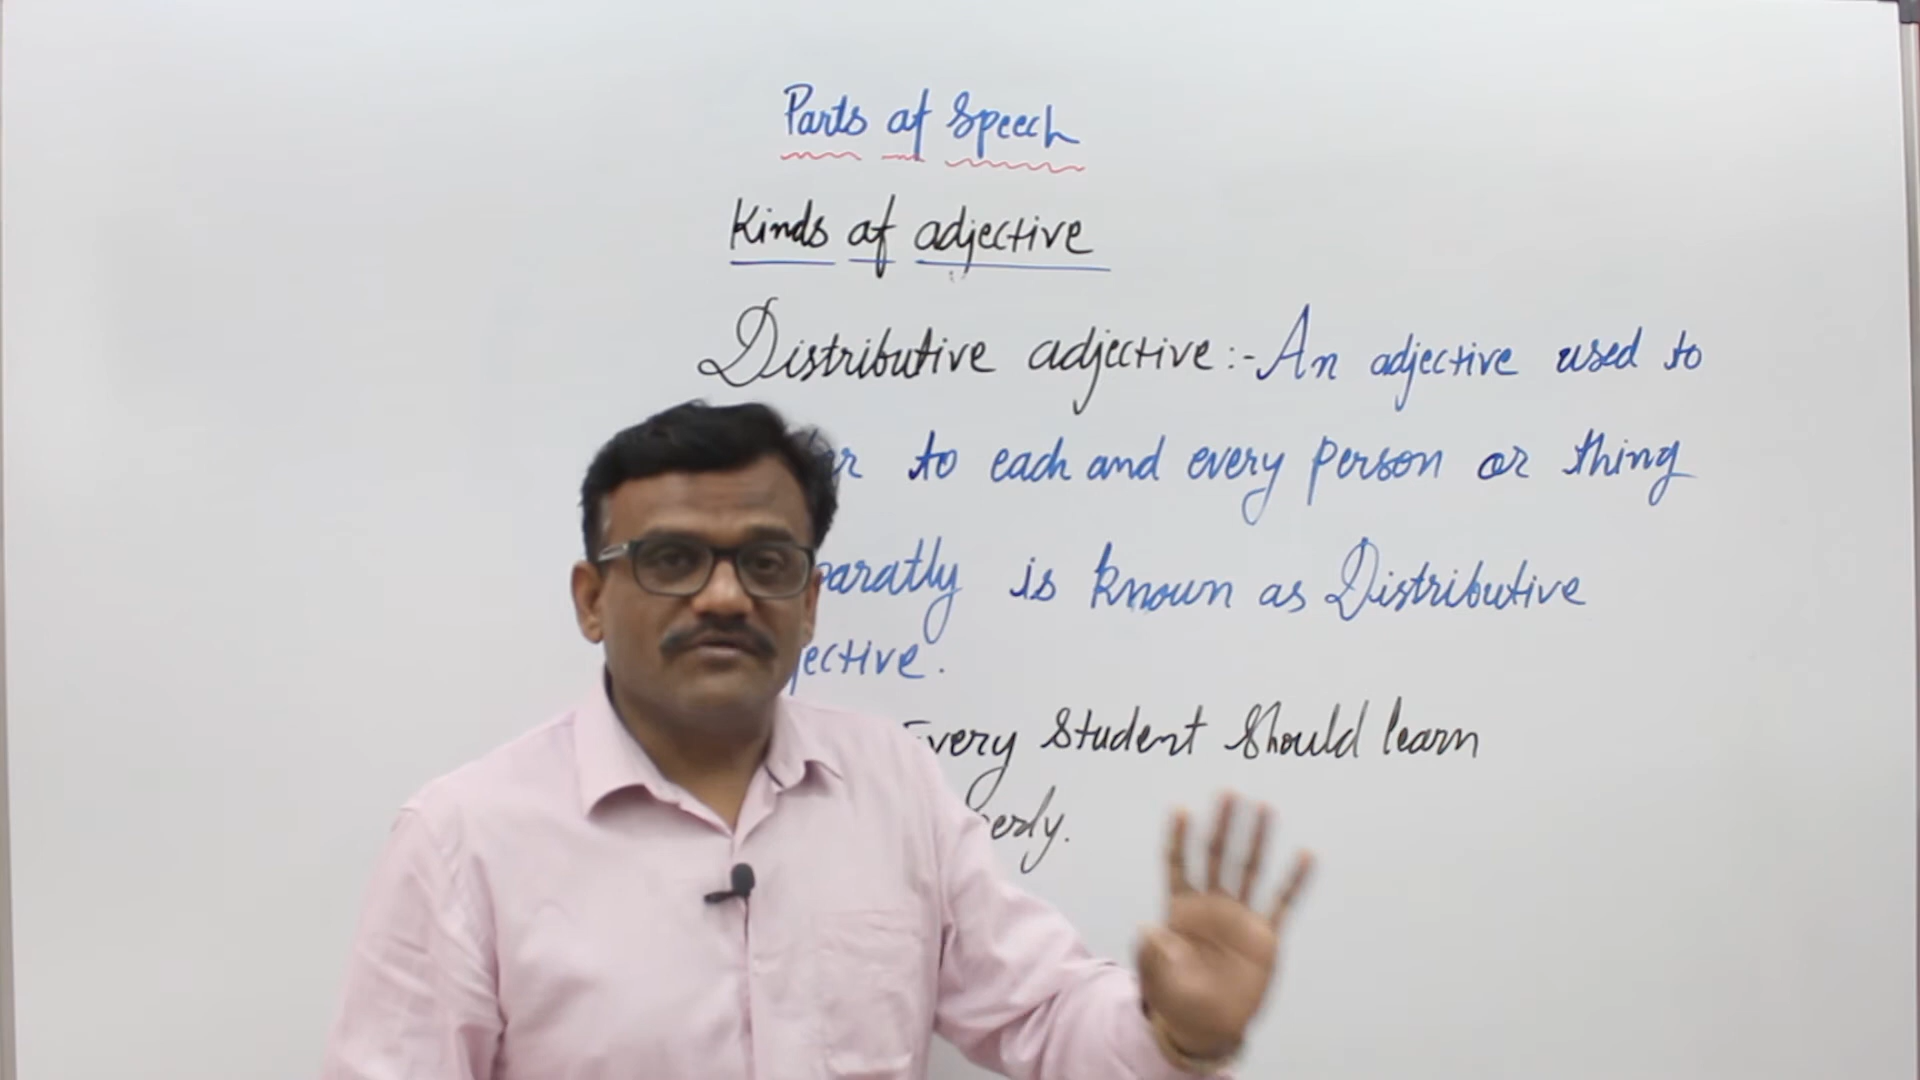 Parts of Speech
Kinds of adjective
Distributive adjective:- An adjective used to
to each and every person or thing
is known as Distributive
Every Student Should learn